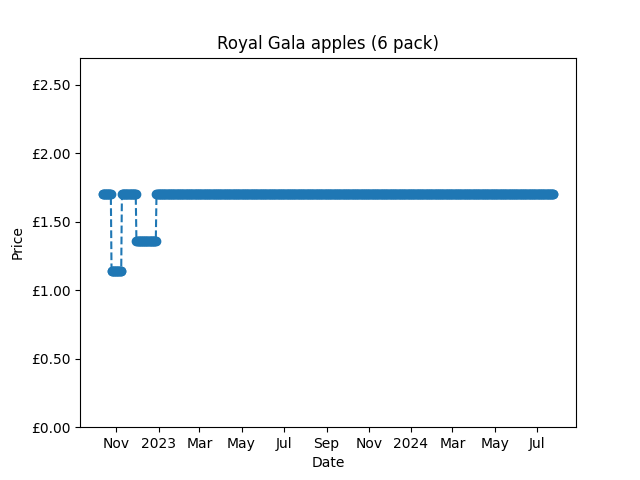 Royal Gala apples (6 pack)
£2.50
£2.00
£1.50
£1.00
£0.50
£0.00
Price
Nov 2023 Mar May Jul Sep Nov 2024 Mar May Jul
Date